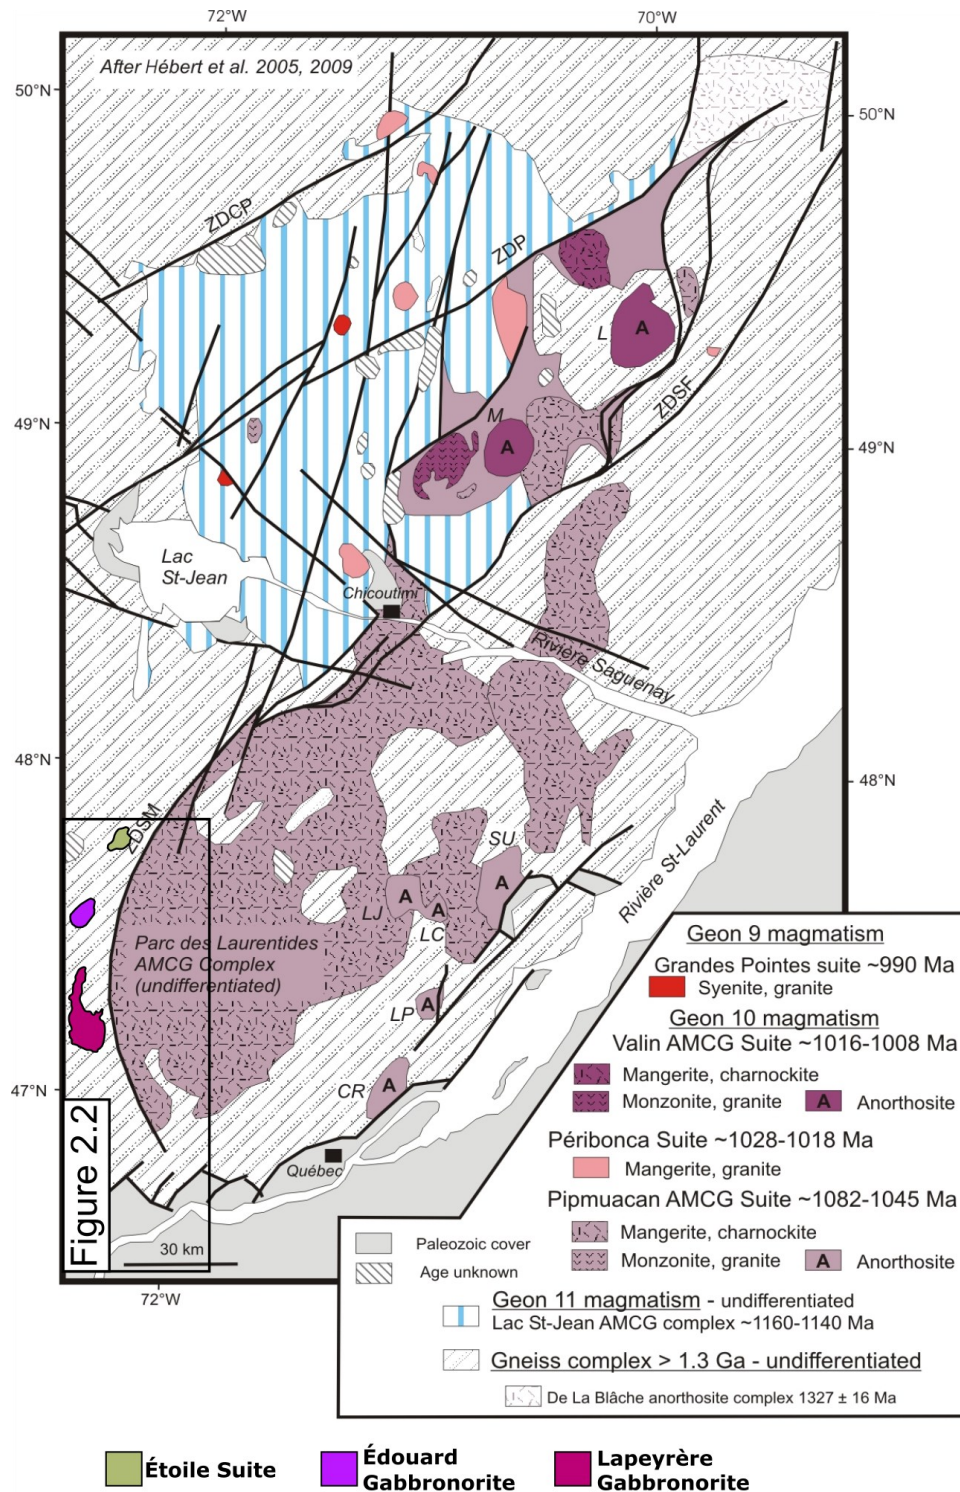 72°W
70°W
After Hébert et al. 2005, 2009
50°N
50°N
ZDCP
ZDP
L
A
ZDSF
49°N
M
A
49°N
Lac
St-Jean
Chicoutimi
Rivière Saguenay
48°N
48°N
ZDSM
SU
A
A
A
LJ
LC
Rivière St-Laurent
Parc des Laurentides
AMCG Complex
(undifferentiated)
LP
A
47°N
CR
A
Québec
Figure 2.2
30 km
72°W
Geon 9 magmatism
Grandes Pointes suite ~990 Ma
Syenite, granite
Geon 10 magmatism
Valin AMCG Suite ~1016-1008 Ma
Mangerite, charnockite
Monzonite, granite A Anorthosite
Péribonca Suite ~1028-1018 Ma
Mangerite, granite
Pipmuacan AMCG Suite ~1082-1045 Ma
Mangerite, charnockite
Monzonite, granite A Anorthosite
Paleozoic cover
Age unknown
Geon 11 magmatism - undifferentiated
Lac St-Jean AMCG complex ~1160-1140 Ma
Gneiss complex > 1.3 Ga - undifferentiated
De La Blâche anorthosite complex 1327 ± 16 Ma
Étoile Suite
Édouard
Gabbronorite
Lapeyrère
Gabbronorite